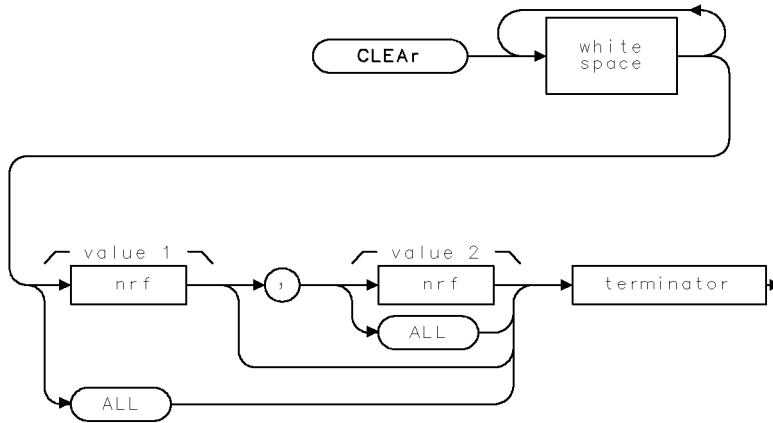 CLEAr
white
space
value 1
value 2
nrf
,
nrf
terminator
ALL
ALL